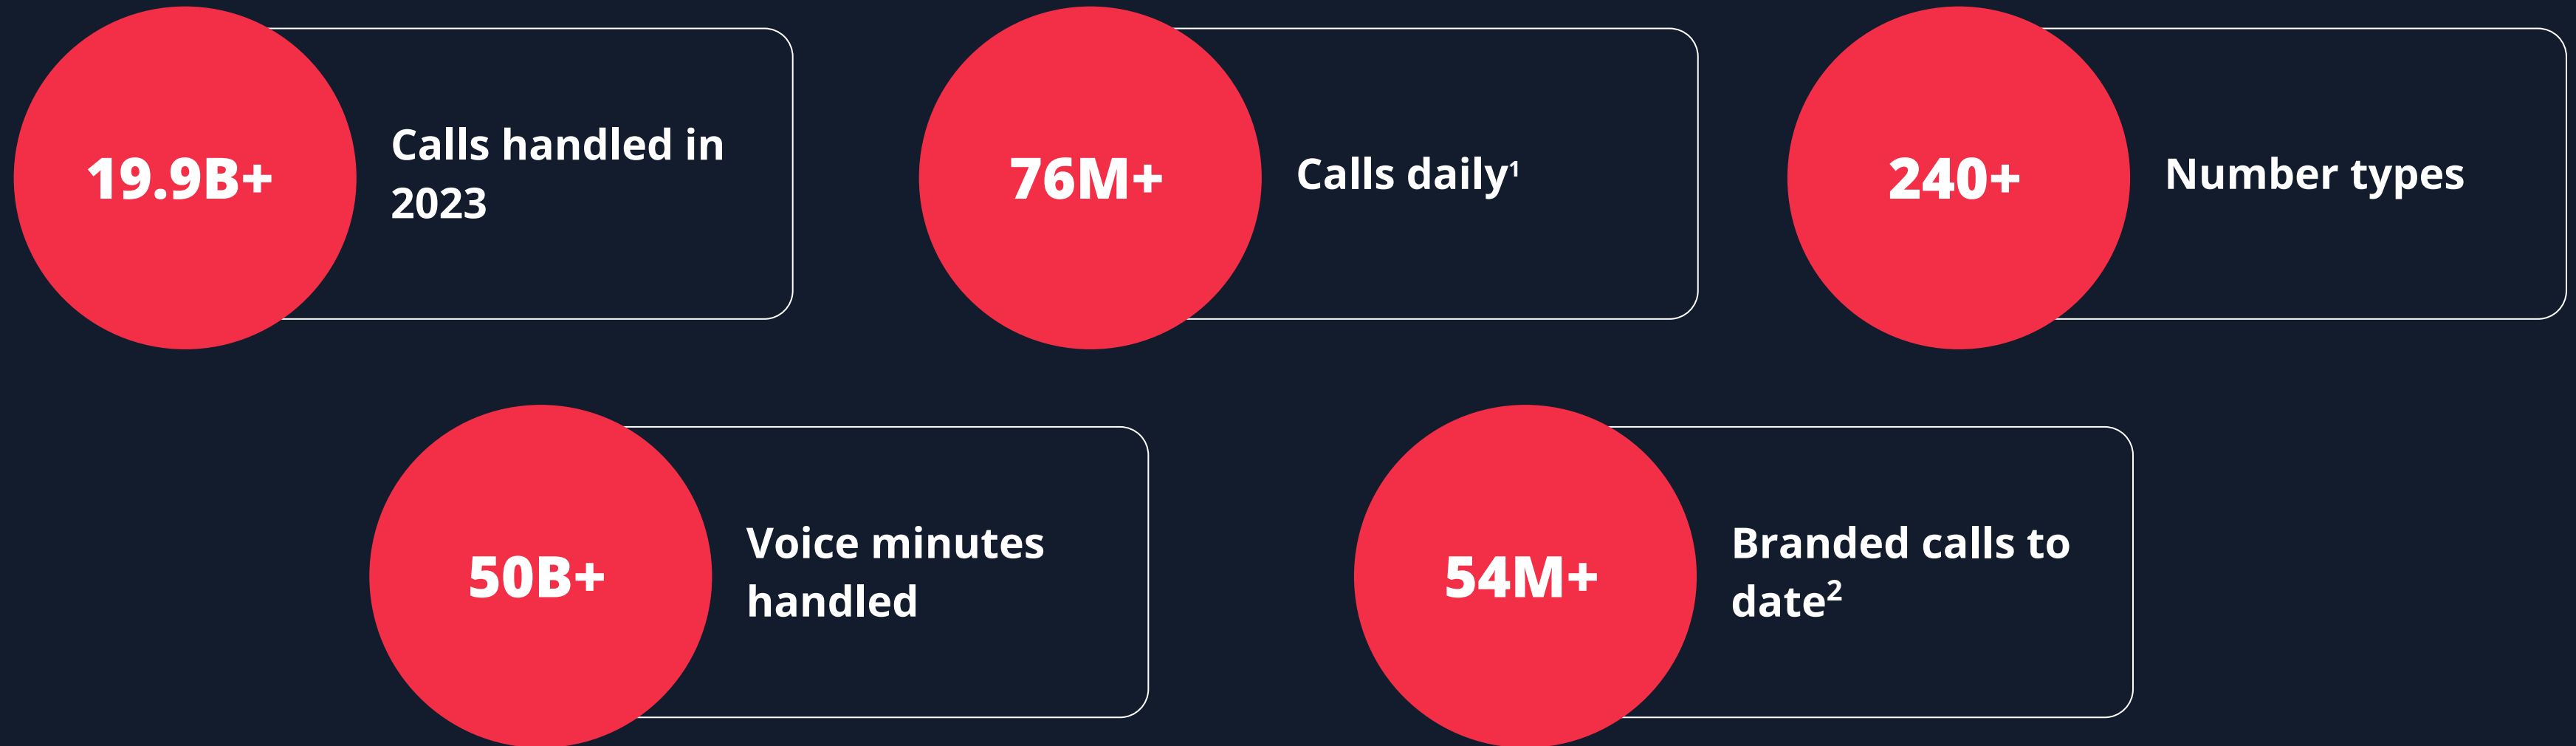 19.9B+
Calls handled in
2023
76M+
Calls daily¹
240+
Number types
50B+
Voice minutes
handled
54M+
Branded calls to
date²